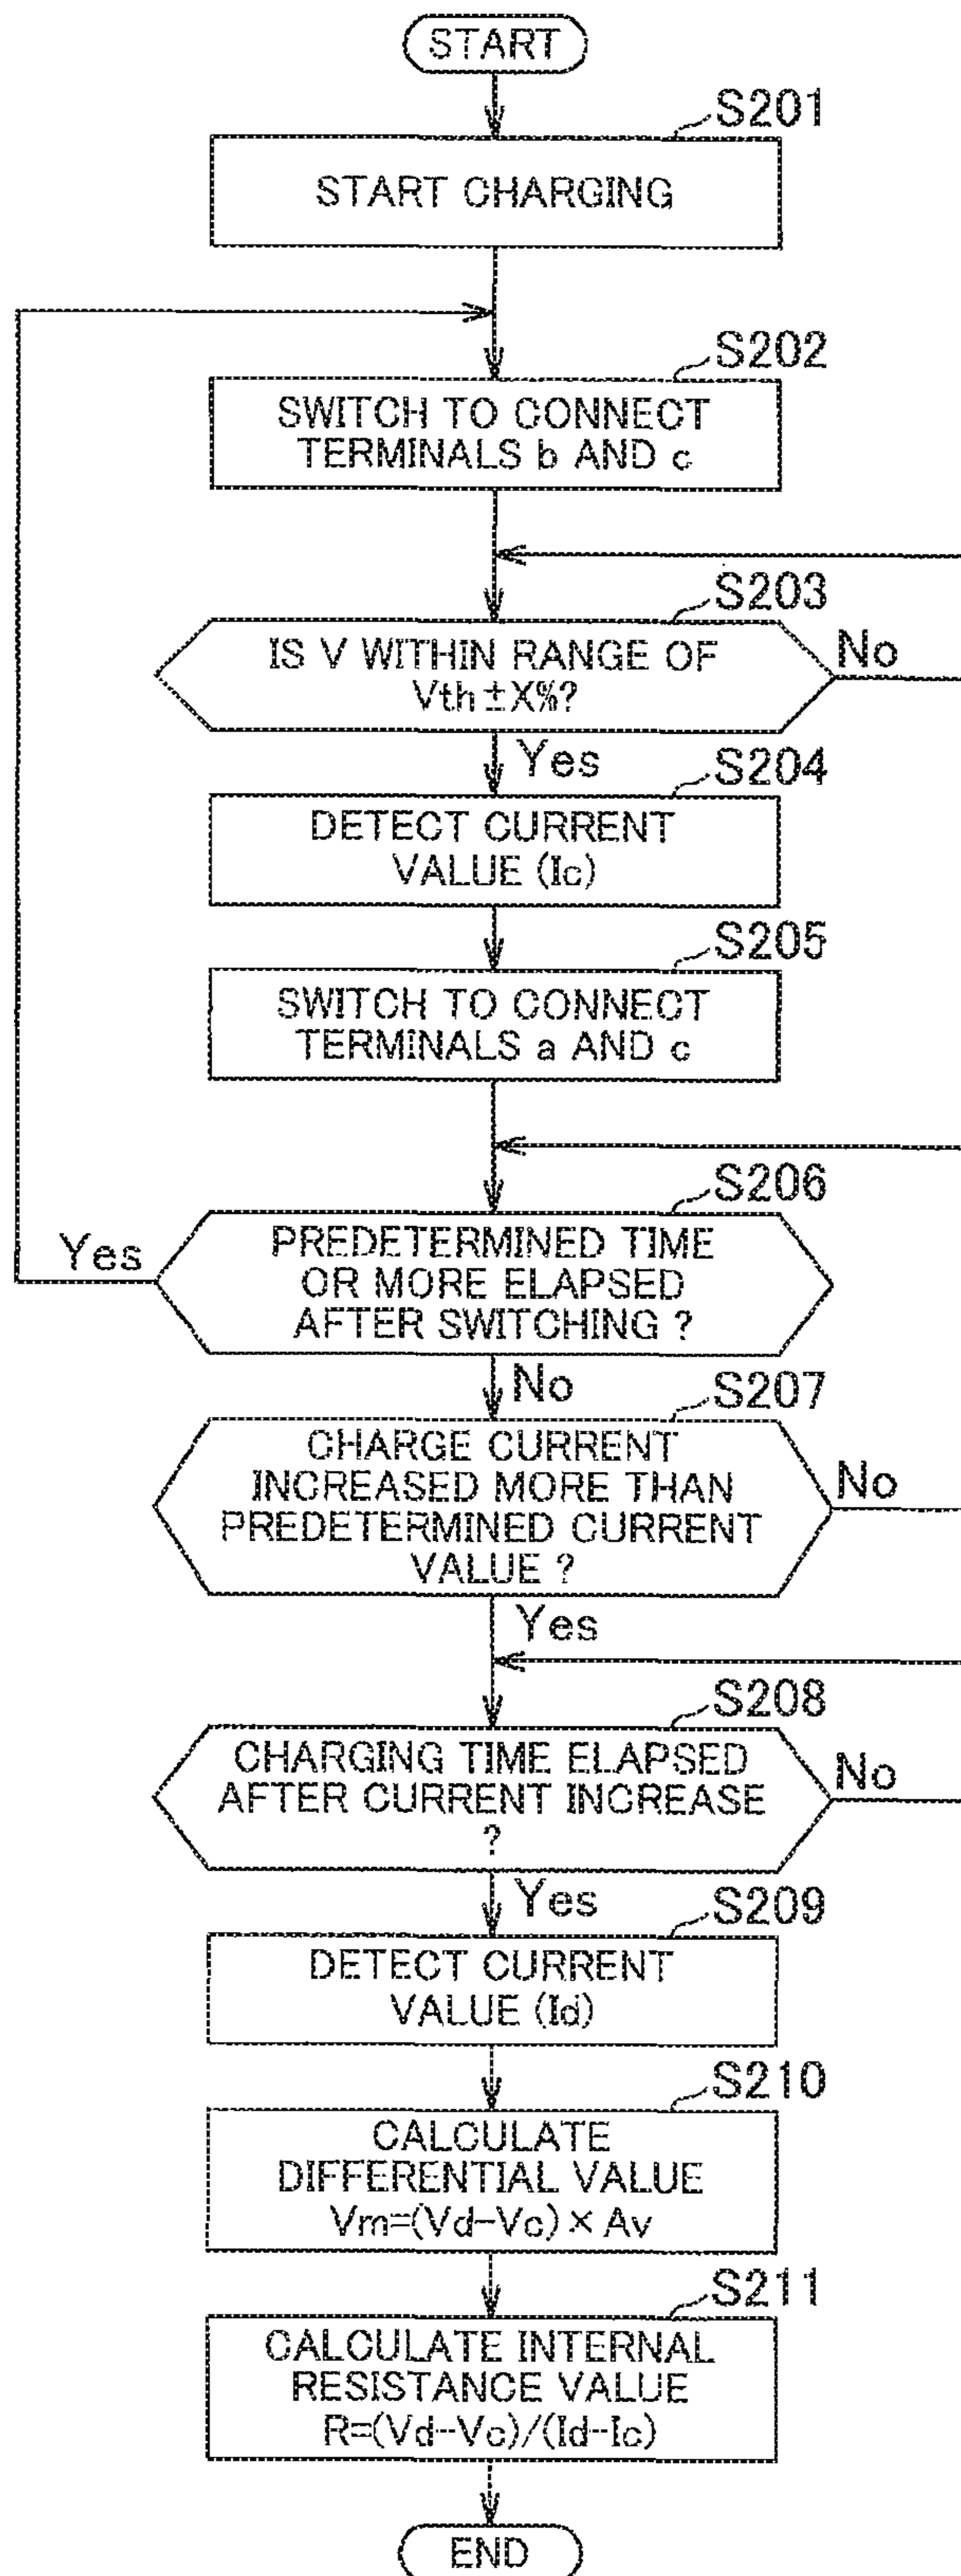 START
S201
START CHARGING
S202
SWITCH TO CONNECT
TERMINALS b AND c
S203
IS V WITHIN RANGE OF
Vth±X%?
No
Yes
S204
DETECT CURRENT
VALUE (Ic)
S205
SWITCH TO CONNECT
TERMINALS a AND c
S206
Yes
PREDETERMINED TIME
OR MORE ELAPSED
AFTER SWITCHING ?
No
S207
CHARGE CURRENT
INCREASED MORE THAN
PREDETERMINED CURRENT
VALUE ?
No
Yes
S208
CHARGING TIME ELAPSED
AFTER CURRENT INCREASE
?
No
Yes
S209
DETECT CURRENT
VALUE (Id)
S210
CALCULATE
DIFFERENTIAL VALUE
Vm=(Vd-Vc)×Av
S211
CALCULATE INTERNAL
RESISTANCE VALUE
R=(Vd-Vc)/(Id-Ic)
END